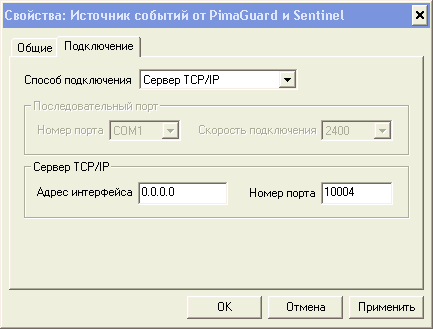 Свойства: Источник событий от PimaGuard и Sentinel
Общие Подключение
Способ подключения Сервер TCP/IP
Последовательный порт
Номер порта COM1 Скорость подключения 2400
Сервер TCP/IP
Адрес интерфейса 0.0.0.0 Номер порта 10004
OK Отмена Применить